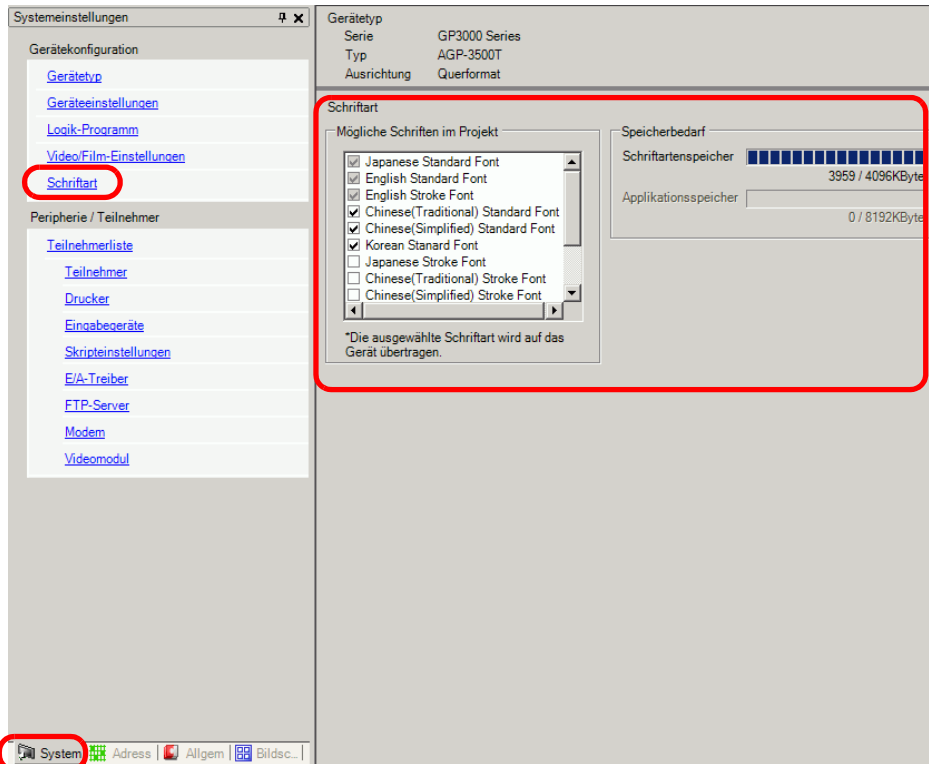 Systemeinstellungen
Gerätekonfiguration
Gerätetyp
Geräteeinstellungen
Logik-Programm
Video/Film-Einstellungen
Schriftart
Peripherie / Teilnehmer
Teilnehmerliste
Teilnehmer
Drucker
Eingabegeräte
Skripteinstellungen
E/A-Treiber
FTP-Server
Modem
Videomodul
System
Adress
Allgem
Bildsc...
Gerätetyp
Serie GP3000 Series
Typ AGP-3500T
Ausrichtung Querformat
Schriftart
Mögliche Schriften im Projekt
Japanese Standard Font
English Standard Font
English Stroke Font
Chinese(Traditional) Standard Font
Chinese(Simplified) Standard Font
Korean Stanard Font
Japanese Stroke Font
Chinese(Traditional) Stroke Font
Chinese(Simplified) Stroke Font
*Die ausgewählte Schriftart wird auf das
Gerät übertragen.
Speicherbedarf
Schriftartenspeicher
3959 / 4096KByte
Applikationsspeicher
0 / 8192KByte